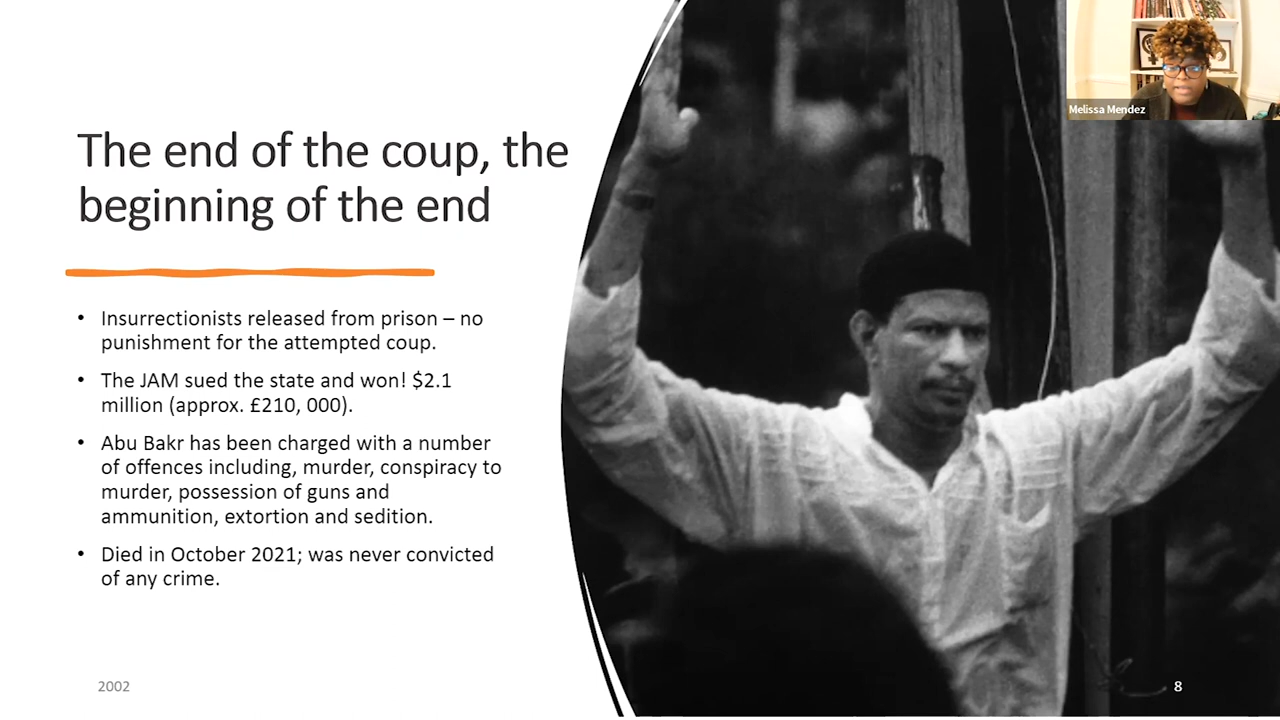 Melissa Mendez
The end of the coup, the
beginning of the end
• Insurrectionists released from prison – no
punishment for the attempted coup.
• The JAM sued the state and won! $2.1
million (approx. £210, 000).
• Abu Bakr has been charged with a number
of offences including, murder, conspiracy to
murder, possession of guns and
ammunition, extortion and sedition.
• Died in October 2021; was never convicted
of any crime.
2002
8